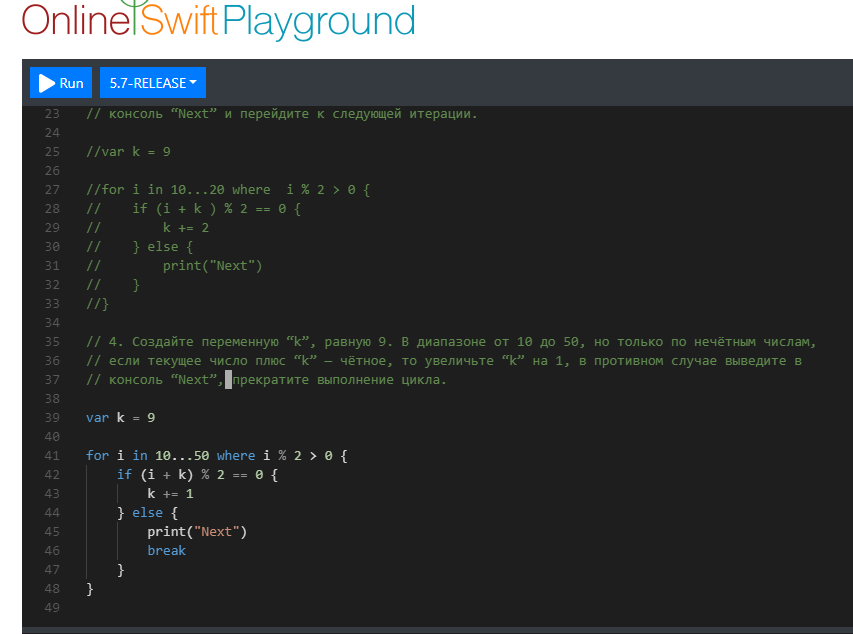 Online Swift Playground
Run 5.7-RELEASE
23 // консоль “Next” и перейдите к следующей итерации.
24
25 //var k = 9
26
27 //for i in 10...20 where  i % 2 > 0 {
28 //    if (i + k ) % 2 == 0 {
29 //        k += 2
30 //    } else {
31 //        print("Next")
32 //    }
33 //}
34
35 // 4. Создайте переменную “k”, равную 9. В диапазоне от 10 до 50, но только по нечётным числам,
36 // если текущее число плюс “k” — чётное, то увеличьте “k” на 1, в противном случае выведите в
37 // консоль “Next”, прекратите выполнение цикла.
38
39 var k = 9
40
41 for i in 10...50 where i % 2 > 0 {
42     if (i + k) % 2 == 0 {
43         k += 1
44     } else {
45         print("Next")
46         break
47     }
48 }
49